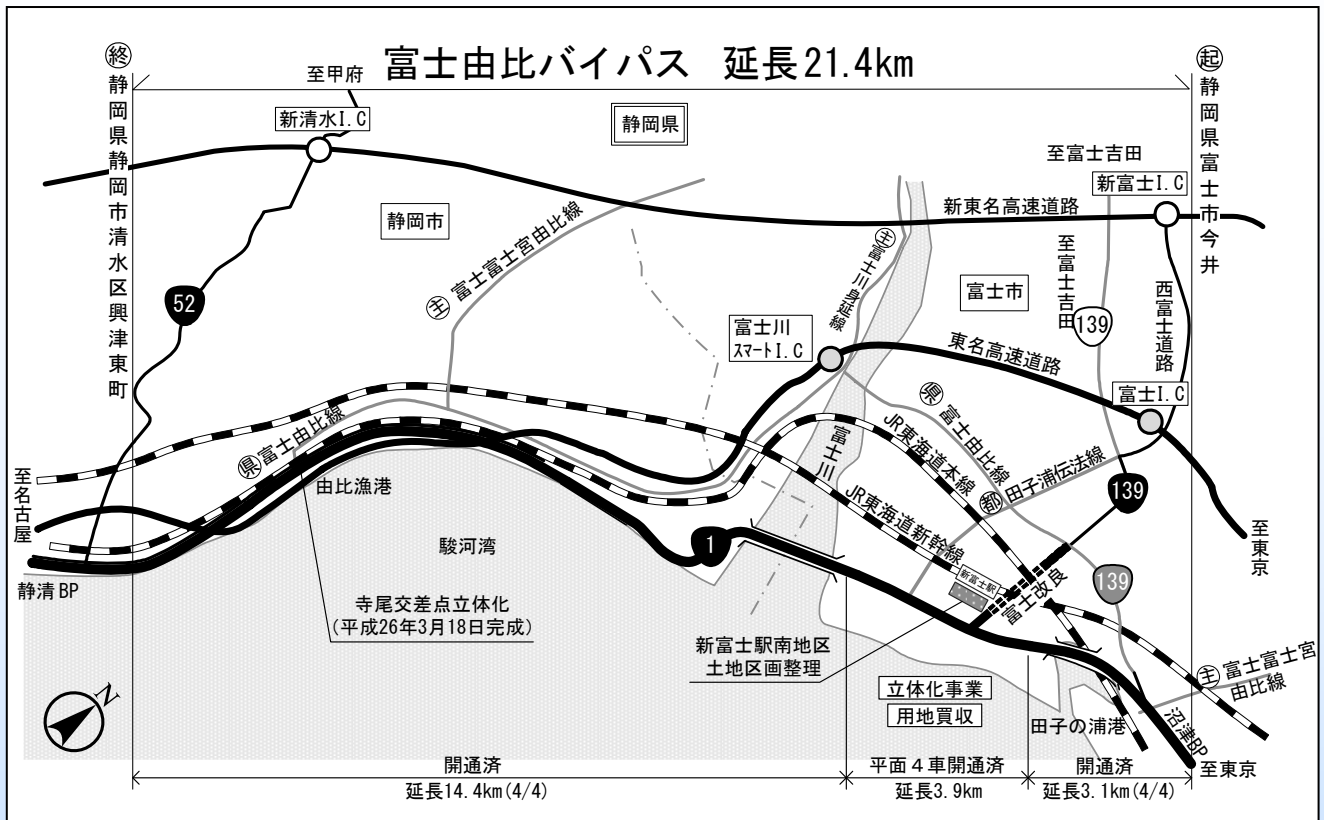 富士由比バイパス 延長21.4km
終
静岡県静岡市清水区興津東町
起
静岡県富士市今井
至甲府
新清水I.C
静岡県
至富士吉田
新富士I.C
新東名高速道路
静岡市
主 富士富士宮由比線
主 富士川身延線
富士市
至富士吉田
139
西富士道路
52
富士川
スマートI.C
東名高速道路
富士I.C
県 富士由比線
県 富士由比線
JR東海道本線
富士川
都 田子浦伝法線
139
至名古屋
由比漁港
JR東海道新幹線
駿河湾
1
至東京
静清BP
新富士駅
富士改良
139
寺尾交差点立体化
(平成26年3月18日完成)
新富士駅南地区
土地区画整理
主 富士富士宮
由比線
立体化事業
用地買収
田子の浦港
沼津BP
N
至東京
開通済
延長14.4km(4/4)
平面4車開通済
延長3.9km
開通済
延長3.1km(4/4)